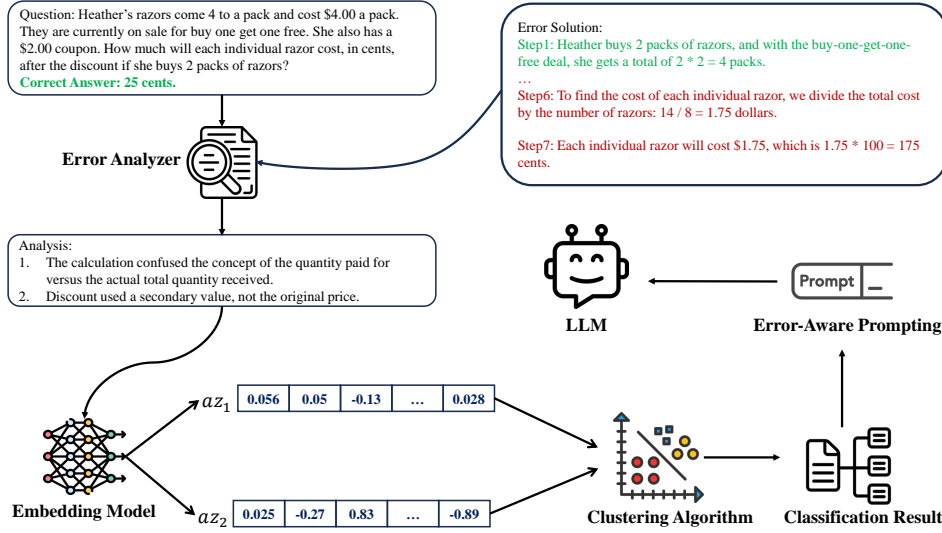 Question: Heather's razors come 4 to a pack and cost $4.00 a pack.
They are currently on sale for buy one get one free. She also has a
$2.00 coupon. How much will each individual razor cost, in cents,
after the discount if she buys 2 packs of razors?
Correct Answer: 25 cents.
Error Solution:
Step1: Heather buys 2 packs of razors, and with the buy-one-get-one-
free deal, she gets a total of 2 * 2 = 4 packs.
…
Step6: To find the cost of each individual razor, we divide the total cost
by the number of razors: 14 / 8 = 1.75 dollars.
Step7: Each individual razor will cost $1.75, which is 1.75 * 100 = 175
cents.
Error Analyzer
Analysis:
1. The calculation confused the concept of the quantity paid for
versus the actual total quantity received.
2. Discount used a secondary value, not the original price.
Prompt _
LLM
Error-Aware Prompting
az1 0.056 0.05 -0.13 … 0.028
az2 0.025 -0.27 0.83 … -0.89
Embedding Model
Clustering Algorithm
Classification Result